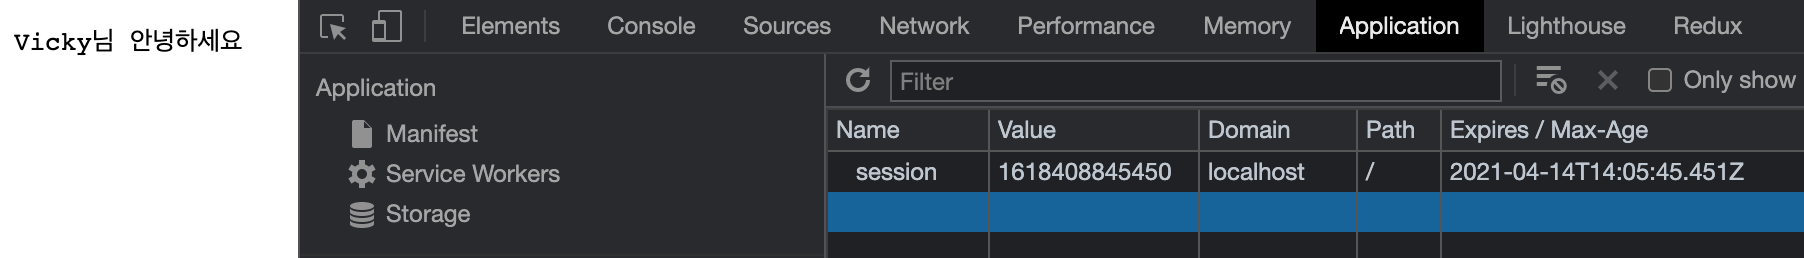 Vicky님 안녕하세요
Elements Console Sources Network Performance Memory Application Lighthouse Redux
Application
Manifest
Service Workers
Storage
Filter Only show
Name Value Domain Path Expires / Max-Age
session 1618408845450 localhost / 2021-04-14T14:05:45.451Z